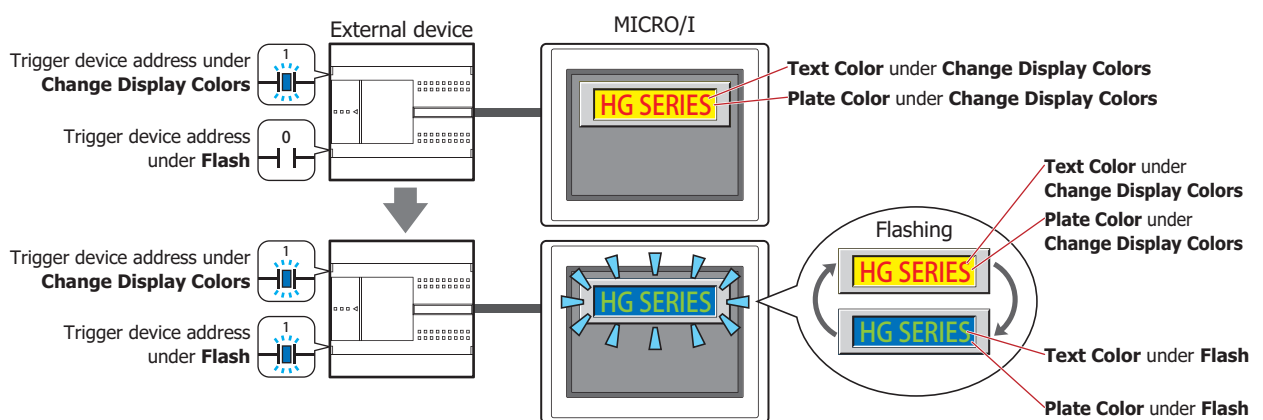 External device
MICRO/I
Trigger device address under
Change Display Colors
1
Trigger device address
under Flash
0
HG SERIES
Text Color under Change Display Colors
Plate Color under Change Display Colors
Trigger device address under
Change Display Colors
1
Trigger device address
under Flash
1
HG SERIES
Flashing
HG SERIES
HG SERIES
Text Color under
Change Display Colors
Plate Color under
Change Display Colors
Text Color under Flash
Plate Color under Flash